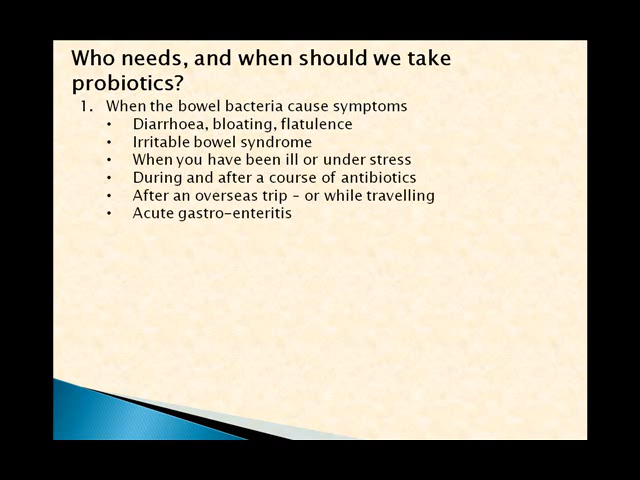 Who needs, and when should we take
probiotics?
1. When the bowel bacteria cause symptoms
• Diarrhoea, bloating, flatulence
• Irritable bowel syndrome
• When you have been ill or under stress
• During and after a course of antibiotics
• After an overseas trip - or while travelling
• Acute gastro-enteritis